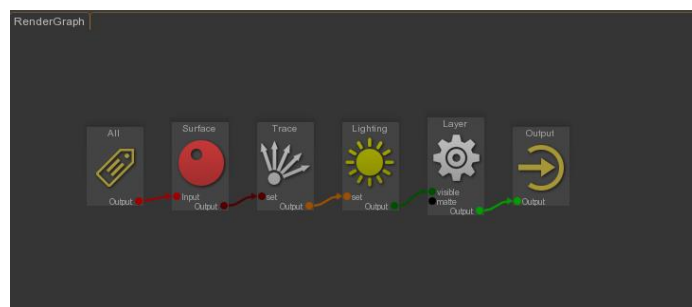 RenderGraph
All
Output
Surface
Input
Output
Trace
set
Output
Lighting
set
Output
Layer
visible
matte
Output
Output
Output